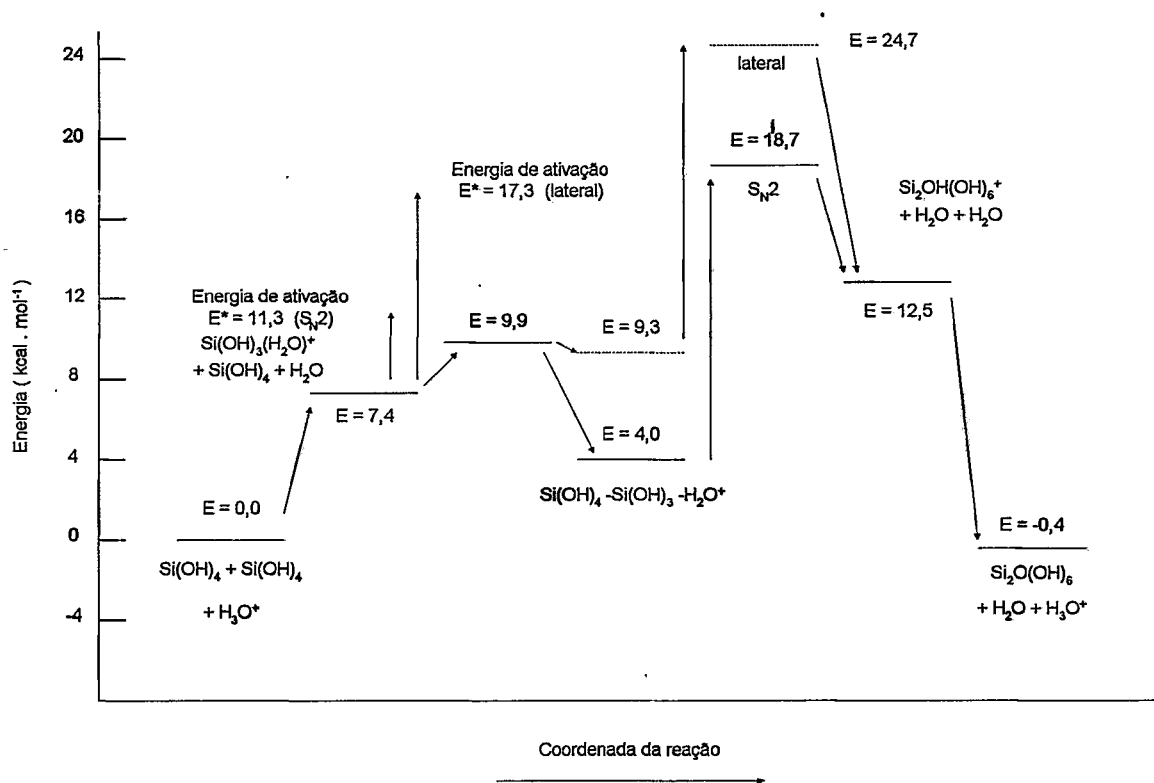 24
20
16
12
8
4
0
-4
Energia ( kcal . mol⁻¹)
Coordenada da reação
E = 0,0
Si(OH)₄ + Si(OH)₄
+ H₃O⁺
Energia de ativação
E* = 11,3 (Sₙ2)
Si(OH)₃(H₂O)⁺
+ Si(OH)₄ + H₂O
E = 7,4
Energia de ativação
E* = 17,3 (lateral)
E = 9,9
E = 9,3
E = 4,0
Si(OH)₄ -Si(OH)₃ -H₂O⁺
E = 24,7
lateral
E = 18,7
Sₙ2
Si₂OH(OH)₆⁺
+ H₂O + H₂O
E = 12,5
E = -0,4
Si₂O(OH)₆
+ H₂O + H₃O⁺